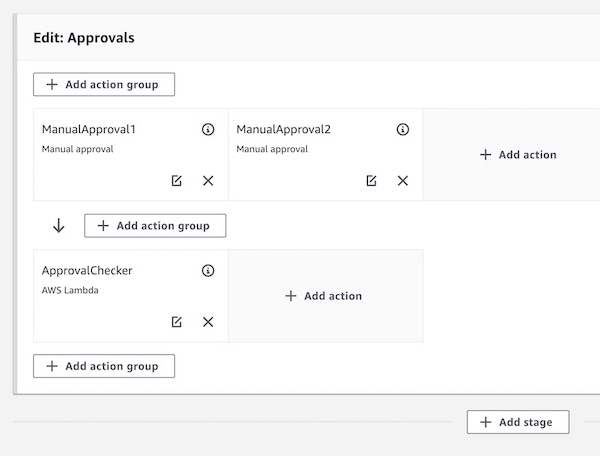 Edit: Approvals
+ Add action group
ManualApproval1
Manual approval
ManualApproval2
Manual approval
+ Add action
+ Add action group
ApprovalChecker
AWS Lambda
+ Add action
+ Add action group
+ Add stage